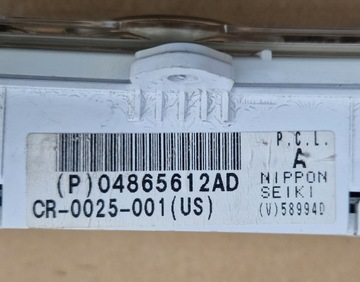 (P)04865612AD
CR-0025-001(US)
P.C.L.
A
NIPPON
SEIKI
(V)58994D